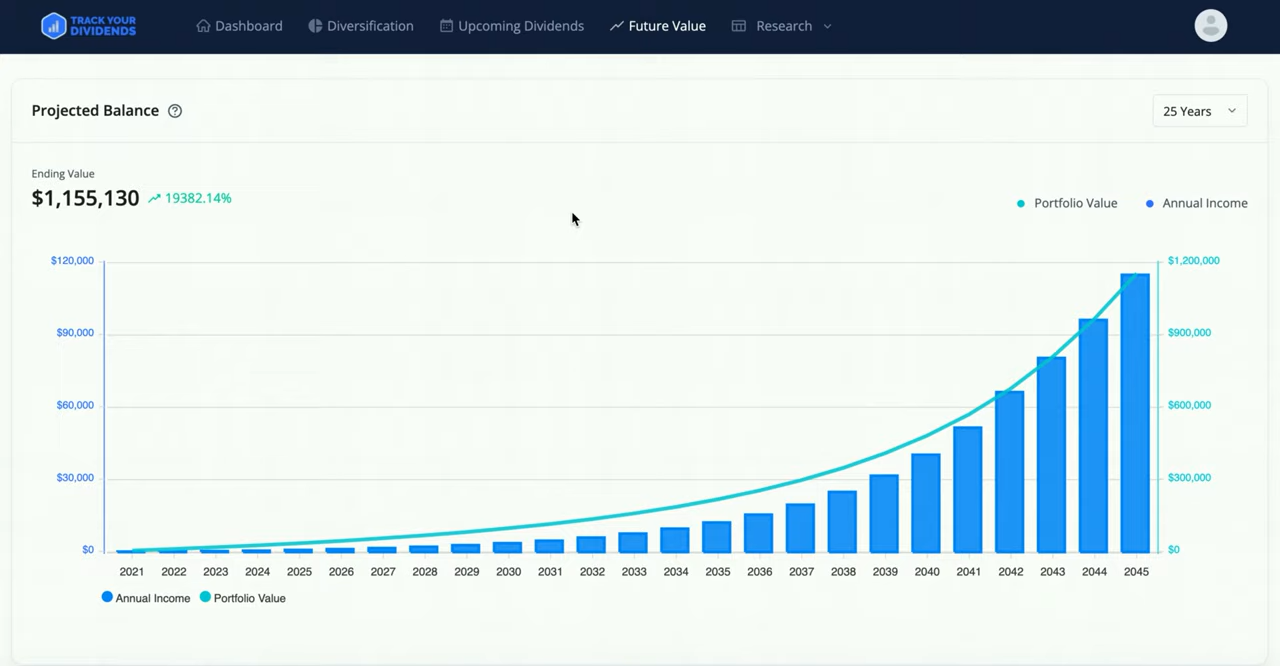 TRACK YOUR
DIVIDENDS
Dashboard
Diversification
Upcoming Dividends
Future Value
Research
Projected Balance
25 Years
Ending Value
$1,155,130 19382.14%
Portfolio Value
Annual Income
$120,000
$90,000
$60,000
$30,000
$0
$1,200,000
$900,000
$600,000
$300,000
$0
2021 2022 2023 2024 2025 2026 2027 2028 2029 2030 2031 2032 2033 2034 2035 2036 2037 2038 2039 2040 2041 2042 2043 2044 2045
Annual Income Portfolio Value